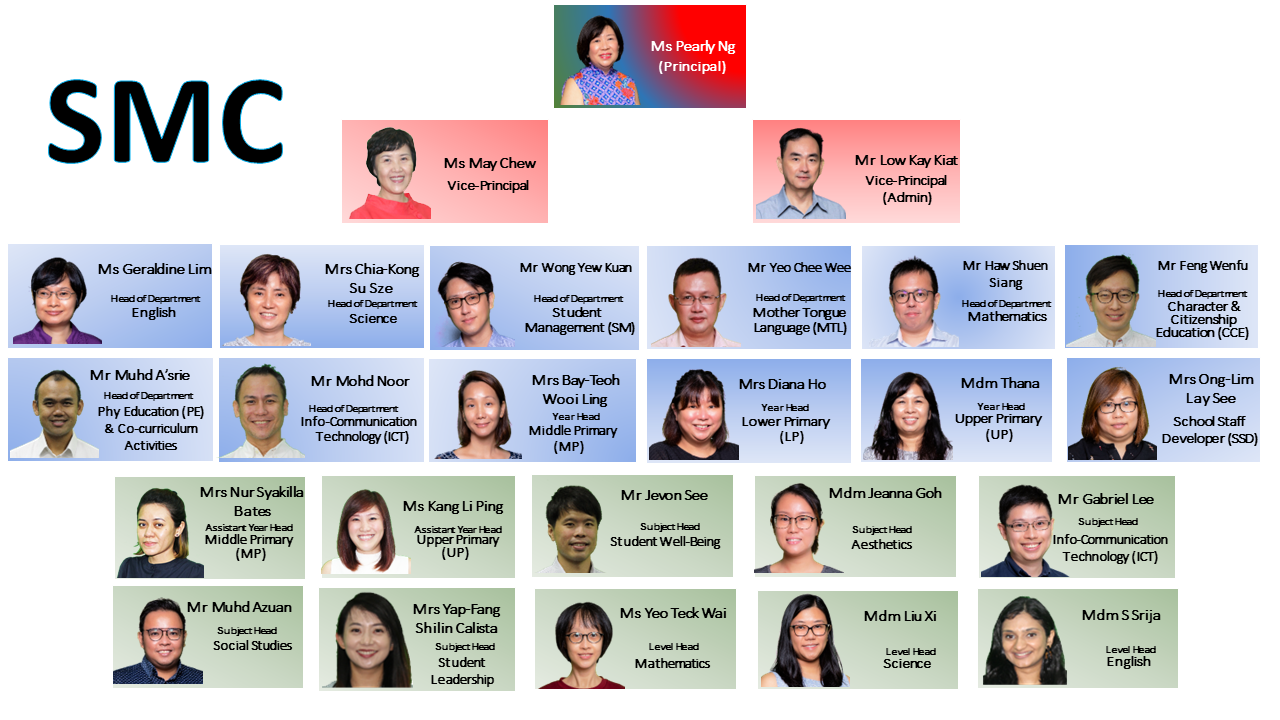 SMC
Ms Pearly Ng
(Principal)
Ms May Chew
Vice-Principal
Mr Low Kay Kiat
Vice-Principal
(Admin)
Ms Geraldine Lim
Head of Department
English
Mrs Chia-Kong
Su Sze
Head of Department
Science
Mr Wong Yew Kuan
Head of Department
Student
Management (SM)
Mr Yeo Chee Wee
Head of Department
Mother Tongue
Language (MTL)
Mr Haw Shuen
Siang
Head of Department
Mathematics
Mr Feng Wenfu
Head of Department
Character &
Citizenship
Education (CCE)
Mr Muhd A'srie
Head of Department
Phy Education (PE)
& Co-curriculum
Activities
Mr Mohd Noor
Head of Department
Info-Communication
Technology (ICT)
Mrs Bay-Teoh
Wooi Ling
Year Head
Middle Primary
(MP)
Mrs Diana Ho
Year Head
Lower Primary
(LP)
Mdm Thana
Year Head
Upper Primary
(UP)
Mrs Ong-Lim
Lay See
School Staff
Developer (SSD)
Mrs Nur Syakilla
Bates
Assistant Year Head
Middle Primary
(MP)
Ms Kang Li Ping
Assistant Year Head
Upper Primary
(UP)
Mr Jevon See
Subject Head
Student Well-Being
Mdm Jeanna Goh
Subject Head
Aesthetics
Mr Gabriel Lee
Subject Head
Info-Communication
Technology (ICT)
Mr Muhd Azuan
Subject Head
Social Studies
Mrs Yap-Fang
Shilin Calista
Subject Head
Student
Leadership
Ms Yeo Teck Wai
Level Head
Mathematics
Mdm Liu Xi
Level Head
Science
Mdm S Srija
Level Head
English